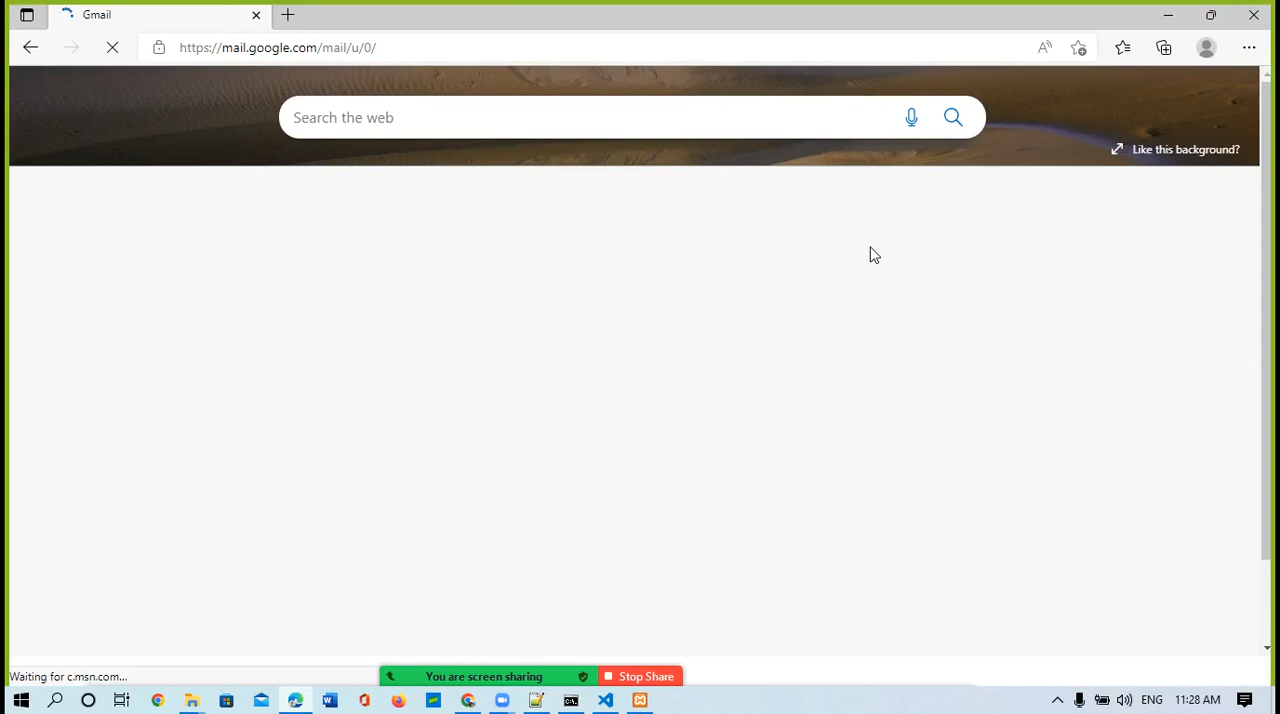 Gmail
https://mail.google.com/mail/u/0/
Search the web
Like this background?
Waiting for c.msn.com...
You are screen sharing
Stop Share
ENG
11:28 AM